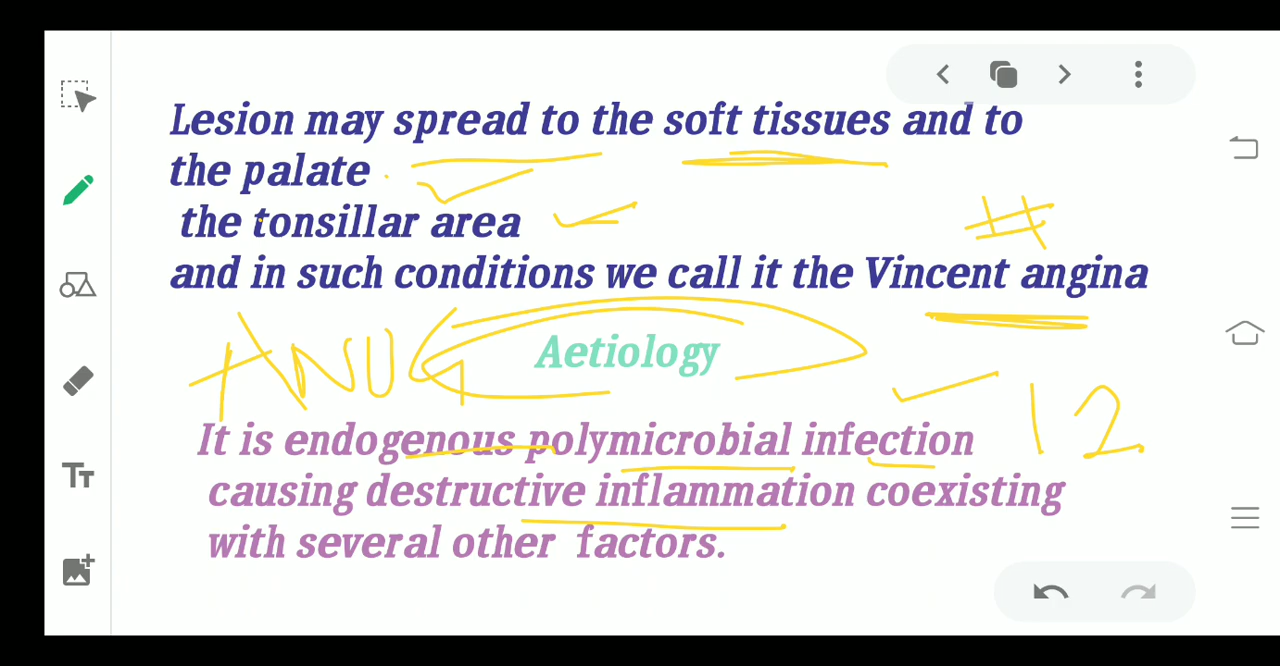 Lesion may spread to the soft tissues and to
the palate
the tonsillar area
#
and in such conditions we call it the Vincent angina
ANUG
Aetiology
12
It is endogenous polymicrobial infection
causing destructive inflammation coexisting
with several other factors.
Tт